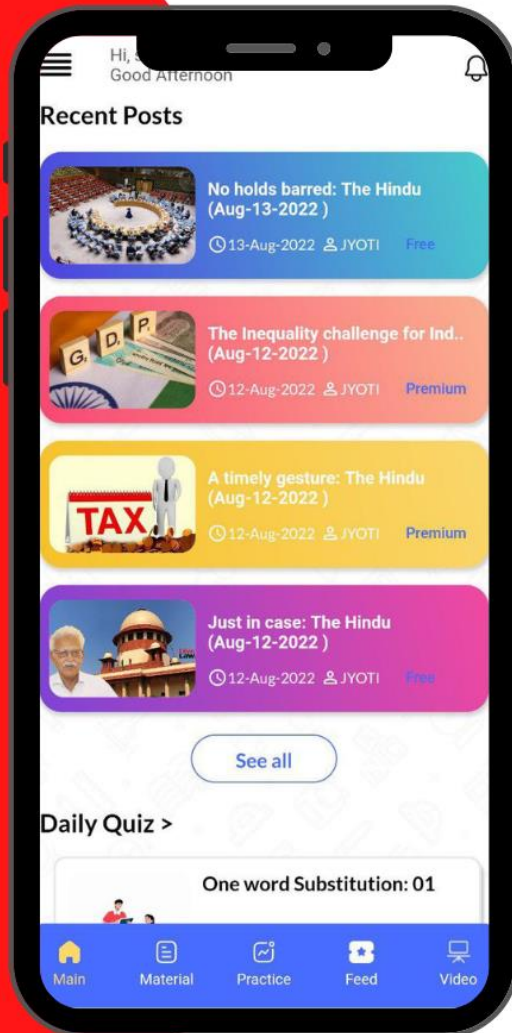 Hi,
Good Afternoon
Recent Posts
No holds barred: The Hindu
(Aug-13-2022 )
13-Aug-2022 JYOTI Free
G D P
The Inequality challenge for Ind..
(Aug-12-2022 )
12-Aug-2022 JYOTI Premium
TAX
A timely gesture: The Hindu
(Aug-12-2022 )
12-Aug-2022 JYOTI Premium
Just in case: The Hindu
(Aug-12-2022 )
12-Aug-2022 JYOTI Free
See all
Daily Quiz >
One word Substitution: 01
Main Material Practice Feed Video